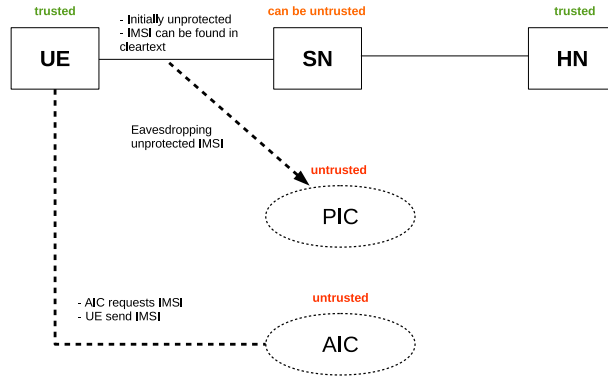 trusted
- Initially unprotected
- IMSI can be found in
cleartext
can be untrusted
trusted
UE
SN
HN
Eavesdropping
unprotected IMSI
untrusted
PIC
- AIC requests IMSI
- UE send IMSI
untrusted
AIC